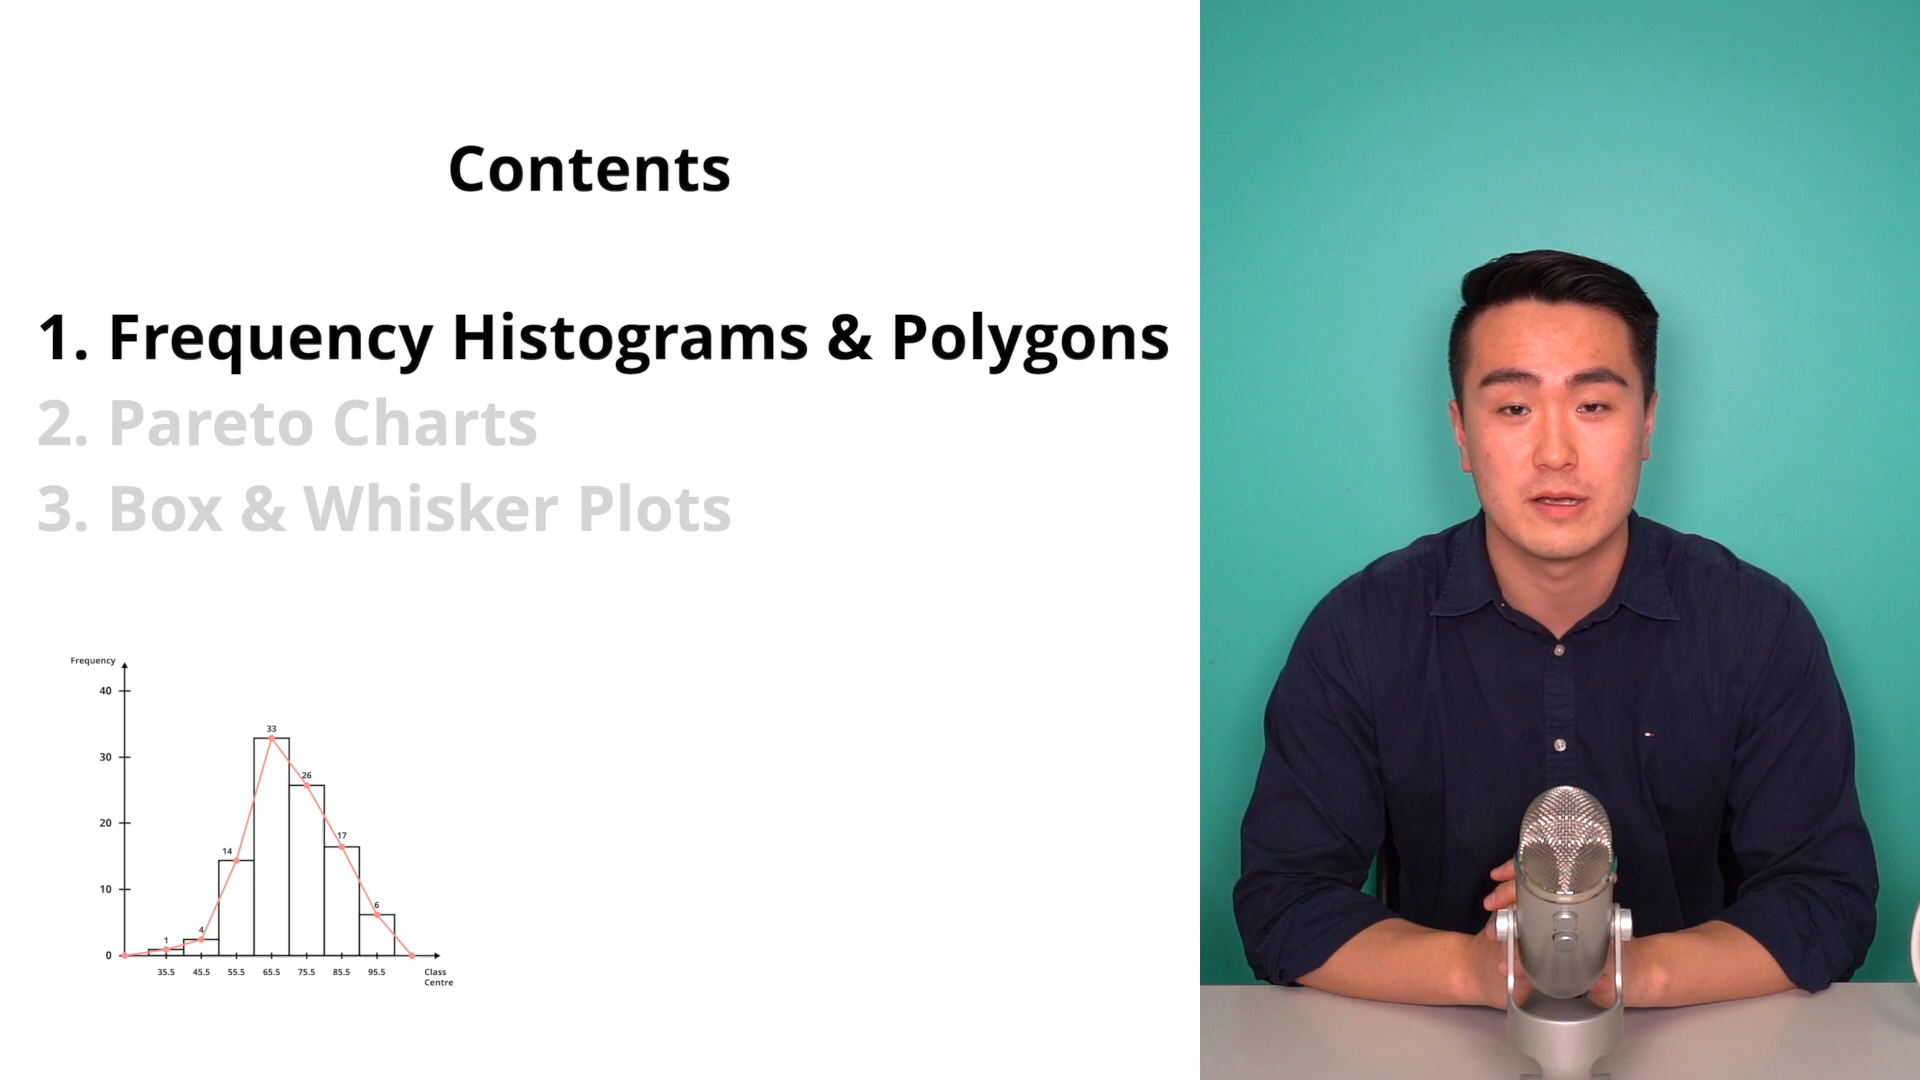 Contents
1. Frequency Histograms & Polygons
2. Pareto Charts
3. Box & Whisker Plots
Frequency
40
30
20
10
0
1
4
14
33
26
17
6
35.5 45.5 55.5 65.5 75.5 85.5 95.5
Class
Centre